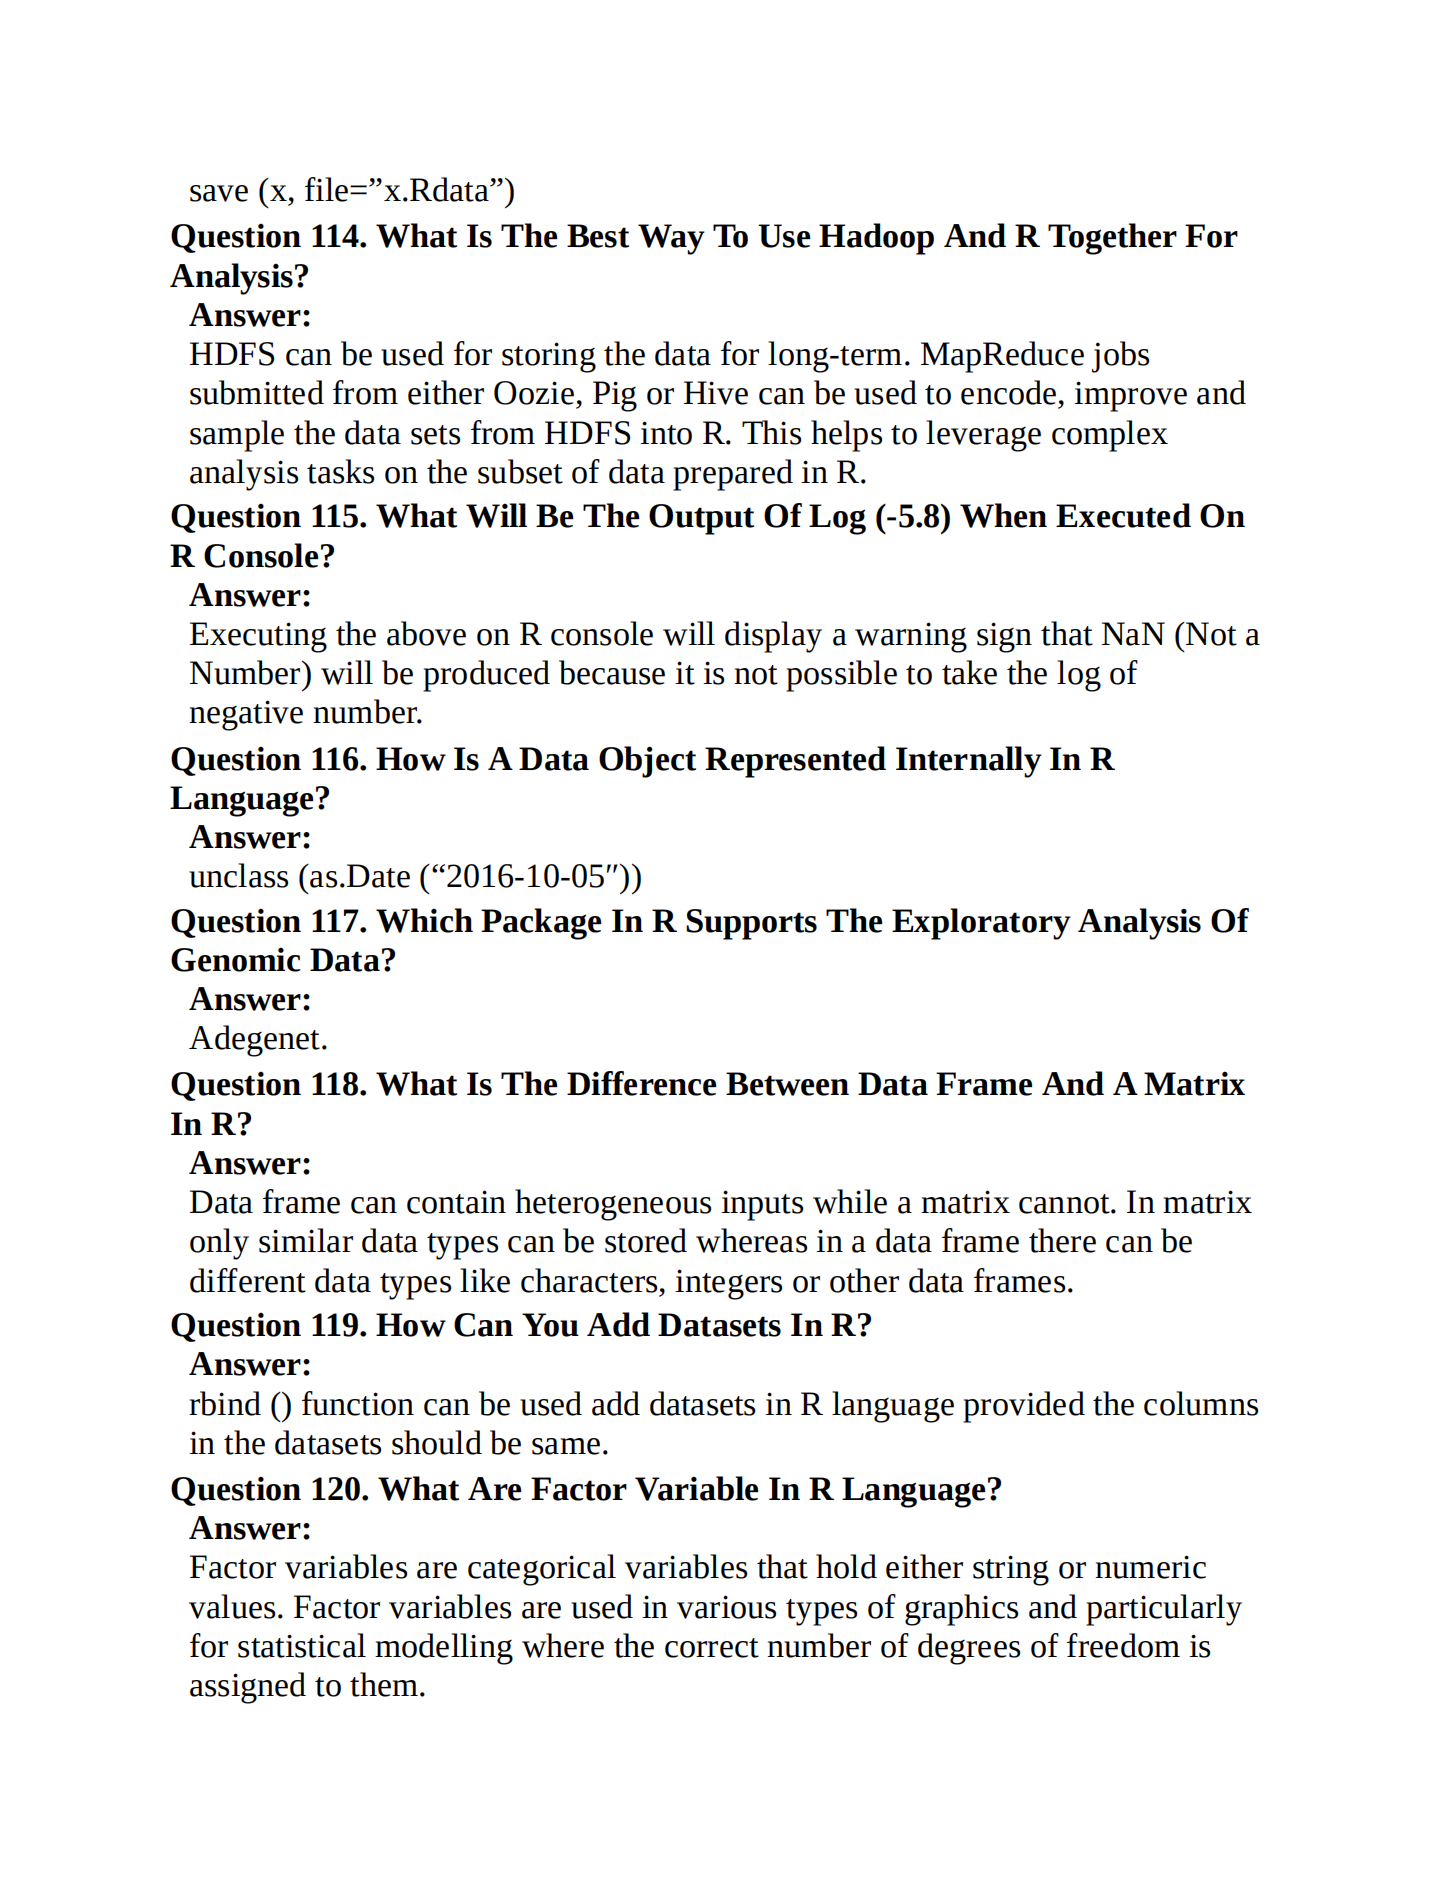 save (x, file=”x.Rdata”)
Question 114. What Is The Best Way To Use Hadoop And R Together For
Analysis?
Answer:
HDFS can be used for storing the data for long-term. MapReduce jobs
submitted from either Oozie, Pig or Hive can be used to encode, improve and
sample the data sets from HDFS into R. This helps to leverage complex
analysis tasks on the subset of data prepared in R.
Question 115. What Will Be The Output Of Log (-5.8) When Executed On
R Console?
Answer:
Executing the above on R console will display a warning sign that NaN (Not a
Number) will be produced because it is not possible to take the log of
negative number.
Question 116. How Is A Data Object Represented Internally In R
Language?
Answer:
unclass (as.Date (“2016-10-05″))
Question 117. Which Package In R Supports The Exploratory Analysis Of
Genomic Data?
Answer:
Adegenet.
Question 118. What Is The Difference Between Data Frame And A Matrix
In R?
Answer:
Data frame can contain heterogeneous inputs while a matrix cannot. In matrix
only similar data types can be stored whereas in a data frame there can be
different data types like characters, integers or other data frames.
Question 119. How Can You Add Datasets In R?
Answer:
rbind () function can be used add datasets in R language provided the columns
in the datasets should be same.
Question 120. What Are Factor Variable In R Language?
Answer:
Factor variables are categorical variables that hold either string or numeric
values. Factor variables are used in various types of graphics and particularly
for statistical modelling where the correct number of degrees of freedom is
assigned to them.